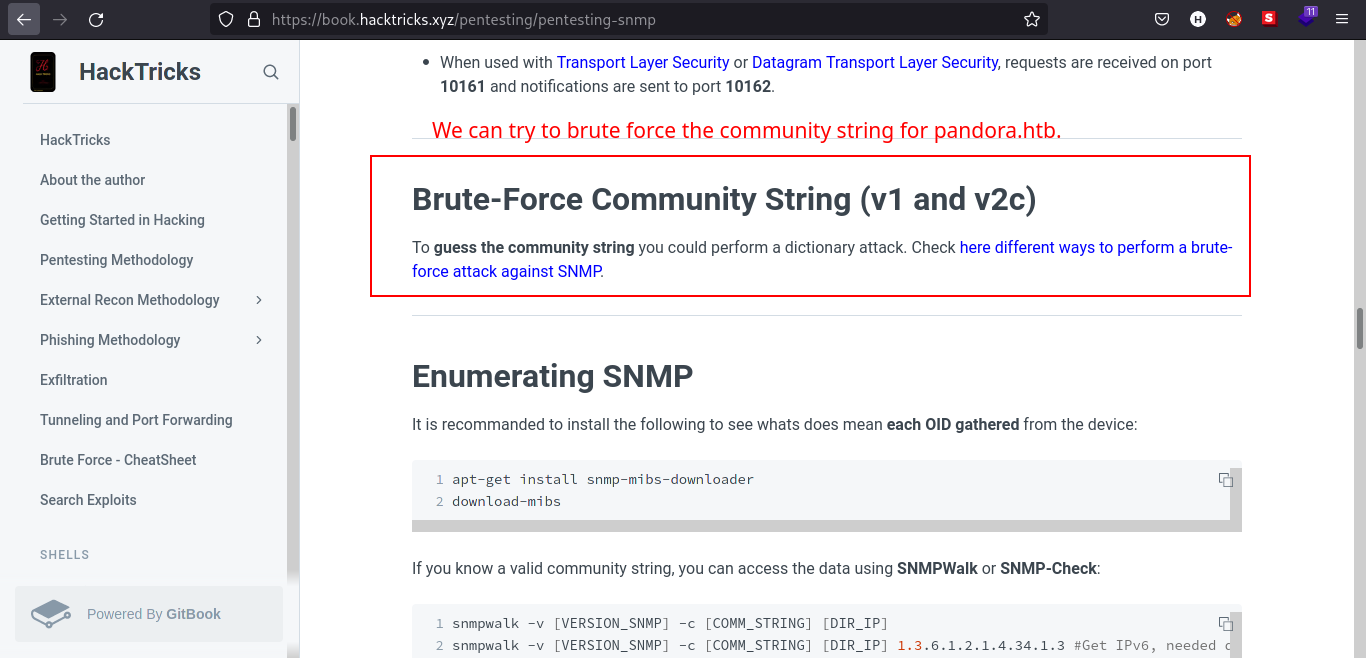 https://book.hacktricks.xyz/pentesting/pentesting-snmp
H
S
11
HackTricks
HackTricks
About the author
Getting Started in Hacking
Pentesting Methodology
External Recon Methodology
Phishing Methodology
Exfiltration
Tunneling and Port Forwarding
Brute Force - CheatSheet
Search Exploits
SHELLS
Powered By GitBook
When used with Transport Layer Security or Datagram Transport Layer Security, requests are received on port
10161 and notifications are sent to port 10162.
We can try to brute force the community string for pandora.htb.
Brute-Force Community String (v1 and v2c)
To guess the community string you could perform a dictionary attack. Check here different ways to perform a brute-
force attack against SNMP.
Enumerating SNMP
It is recommanded to install the following to see whats does mean each OID gathered from the device:
1 apt-get install snmp-mibs-downloader
2 download-mibs
If you know a valid community string, you can access the data using SNMPWalk or SNMP-Check:
1 snmpwalk -v [VERSION_SNMP] -c [COMM_STRING] [DIR_IP]
2 snmpwalk -v [VERSION_SNMP] -c [COMM_STRING] [DIR_IP] 1.3.6.1.2.1.4.34.1.3 #Get IPv6, needed